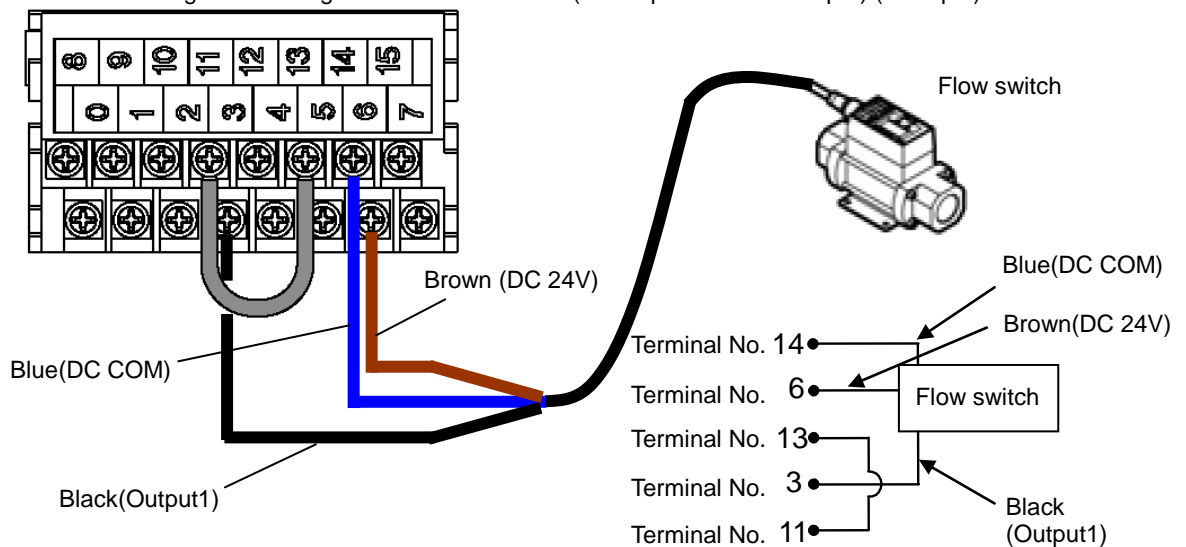 8 9 10 11 12 13 14 15
0 1 2 3 4 5 6 7
Flow switch
Brown (DC 24V)
Blue(DC COM)
Black(Output1)
Blue(DC COM)
Brown(DC 24V)
Terminal No. 14
Terminal No. 6
Flow switch
Terminal No. 13
Terminal No. 3
Terminal No. 11
Black
(Output1)